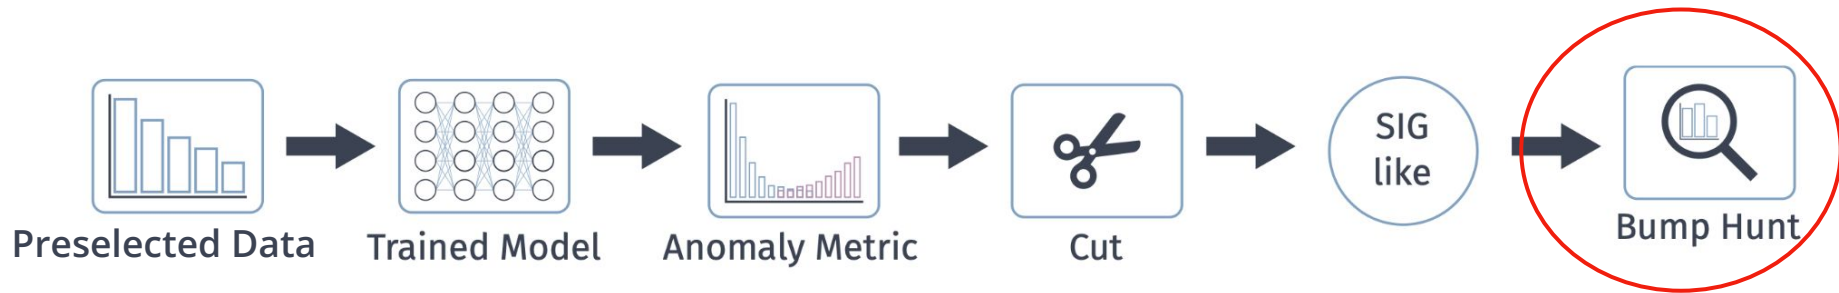 Preselected Data
Trained Model
Anomaly Metric
Cut
SIG
like
Bump Hunt